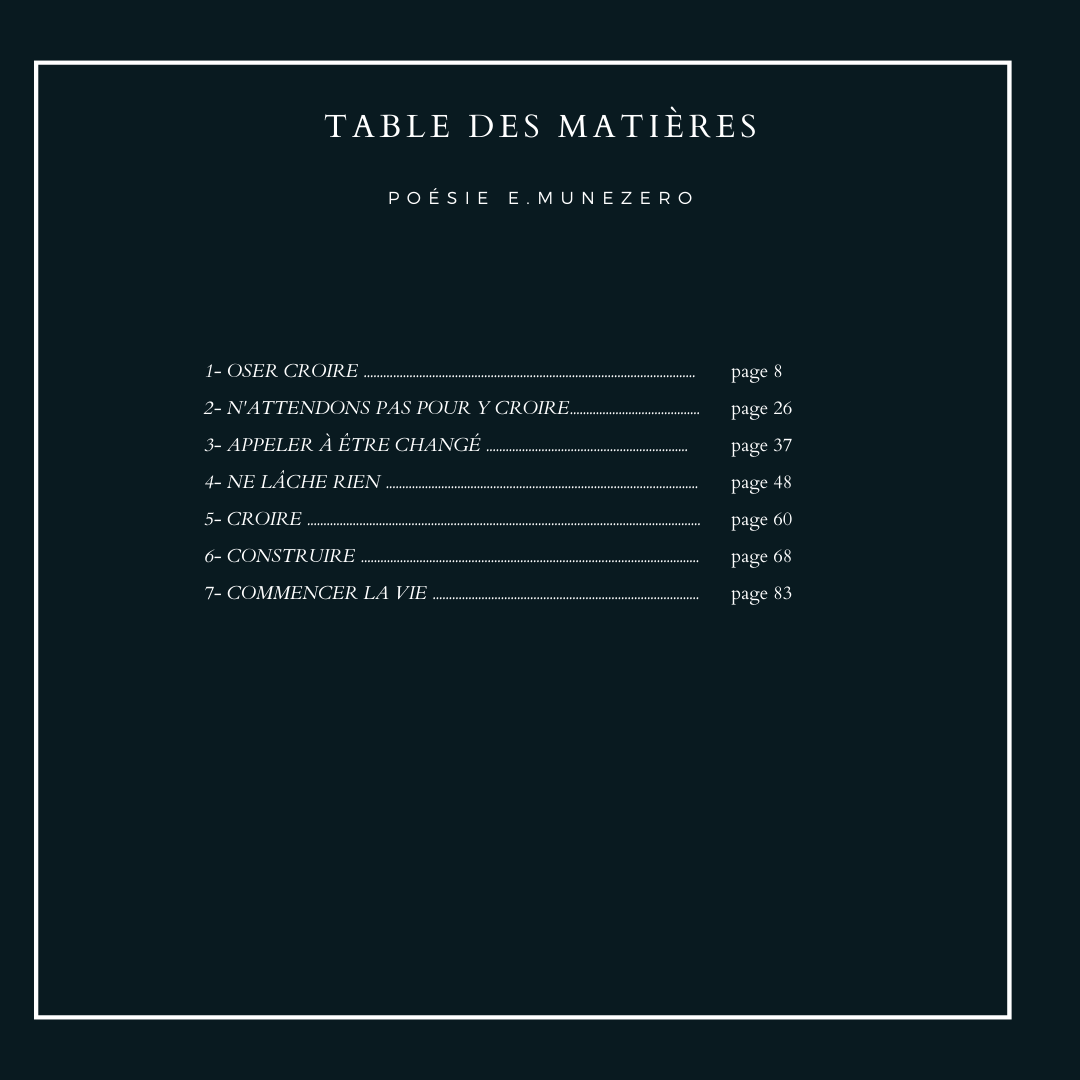 TABLE DES MATIÈRES
POÉSIE E.MUNEZERO
1- OSER CROIRE ........................................................................................................ page 8
2- N'ATTENDONS PAS POUR Y CROIRE........................................ page 26
3- APPELER À ÊTRE CHANGÉ .............................................................. page 37
4- NE LÂCHE RIEN ................................................................................................ page 48
5- CROIRE ......................................................................................................................... page 60
6- CONSTRUIRE ........................................................................................................ page 68
7- COMMENCER LA VIE .................................................................................. page 83